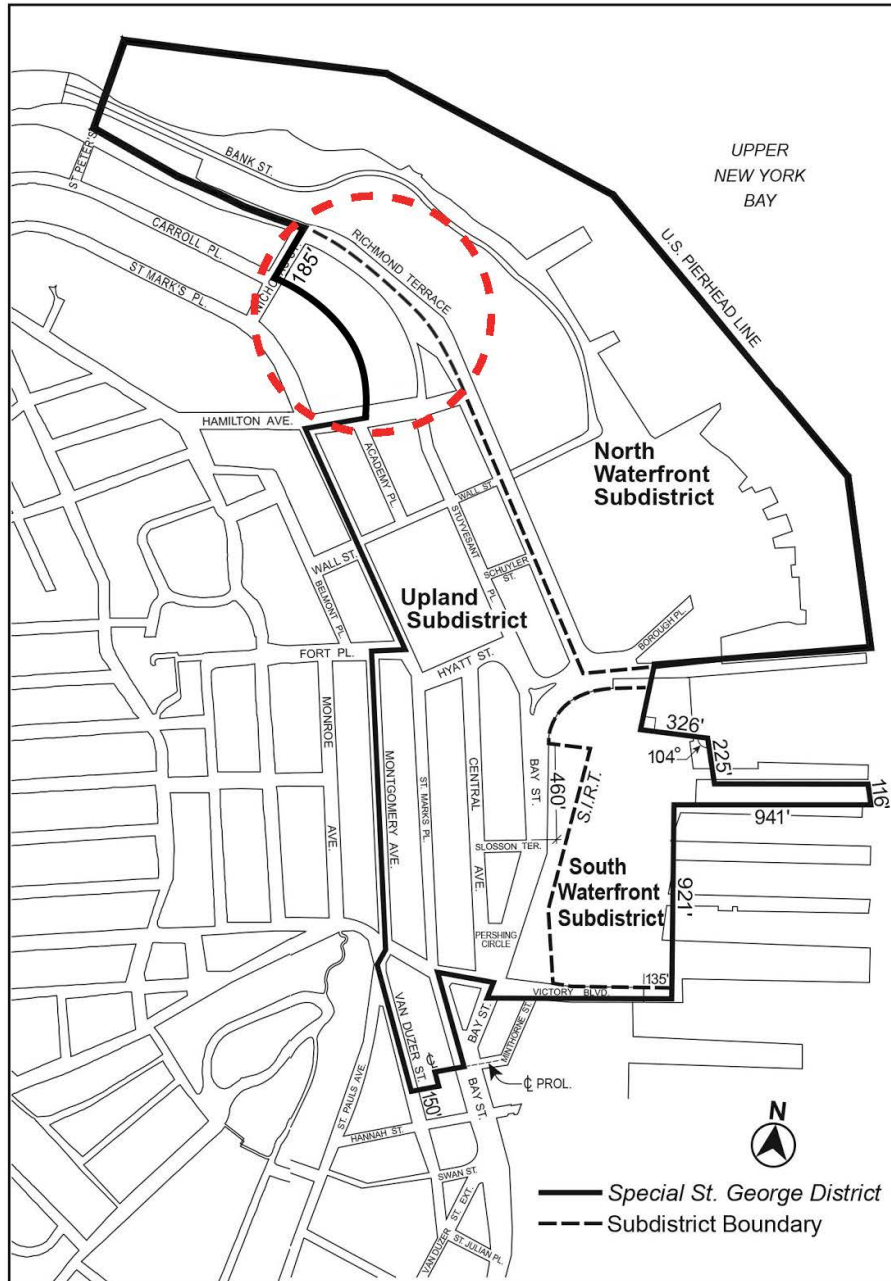 UPPER
NEW YORK
BAY
ST. PETER'S
BANK ST.
CARROLL PL.
ST MARK'S PL.
185'
RICHMOND TERRACE
U.S. PIERHEAD LINE
HAMILTON AVE.
ACADEMY PL.
North
Waterfront
Subdistrict
WALL ST.
STUYVESANT
PL.
SCHUYLER
ST.
WALL ST.
BELMONT PL.
Upland
Subdistrict
BOROUGH PL.
FORT PL.
HYATT ST.
MONROE
AVE.
MONTGOMERY AVE.
ST. MARKS PL.
CENTRAL
AVE.
BAY ST.
460'
S.I.R.T.
326'
104°
225'
116'
941'
SLOSSON TER.
South
Waterfront
Subdistrict
921'
PERSHING
CIRCLE
135'
VICTORY BLVD.
VAN DUZER ST.
BAY ST.
MINTHORNE ST.
℄ PROL.
ST. PAULS AVE.
150'
BAY ST.
HANNAH ST.
SWAN ST.
VAN DUZER ST. EXT.
ST. JULIAN PL.
N
Special St. George District
Subdistrict Boundary